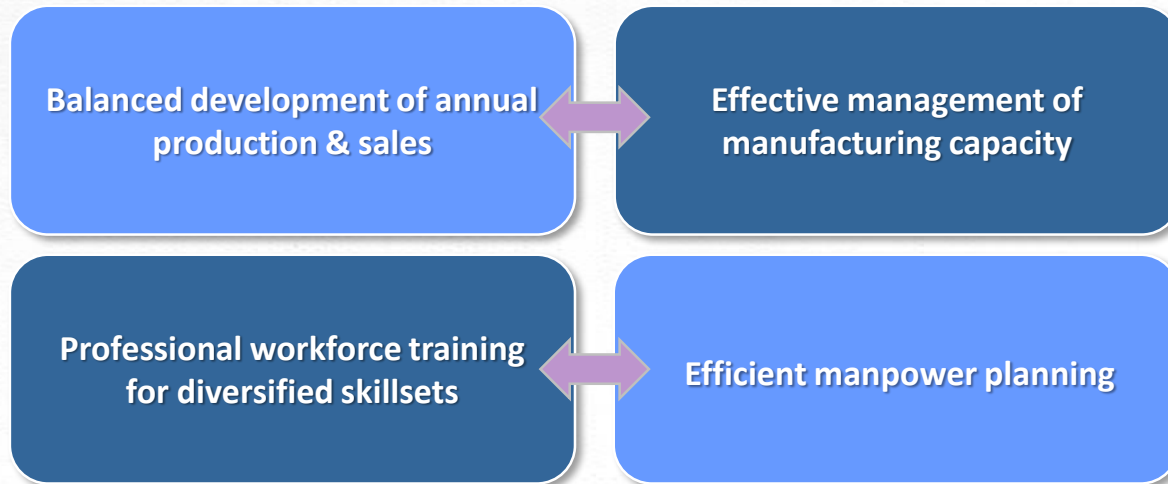 Balanced development of annual
production & sales
Effective management of
manufacturing capacity
Professional workforce training
for diversified skillsets
Efficient manpower planning